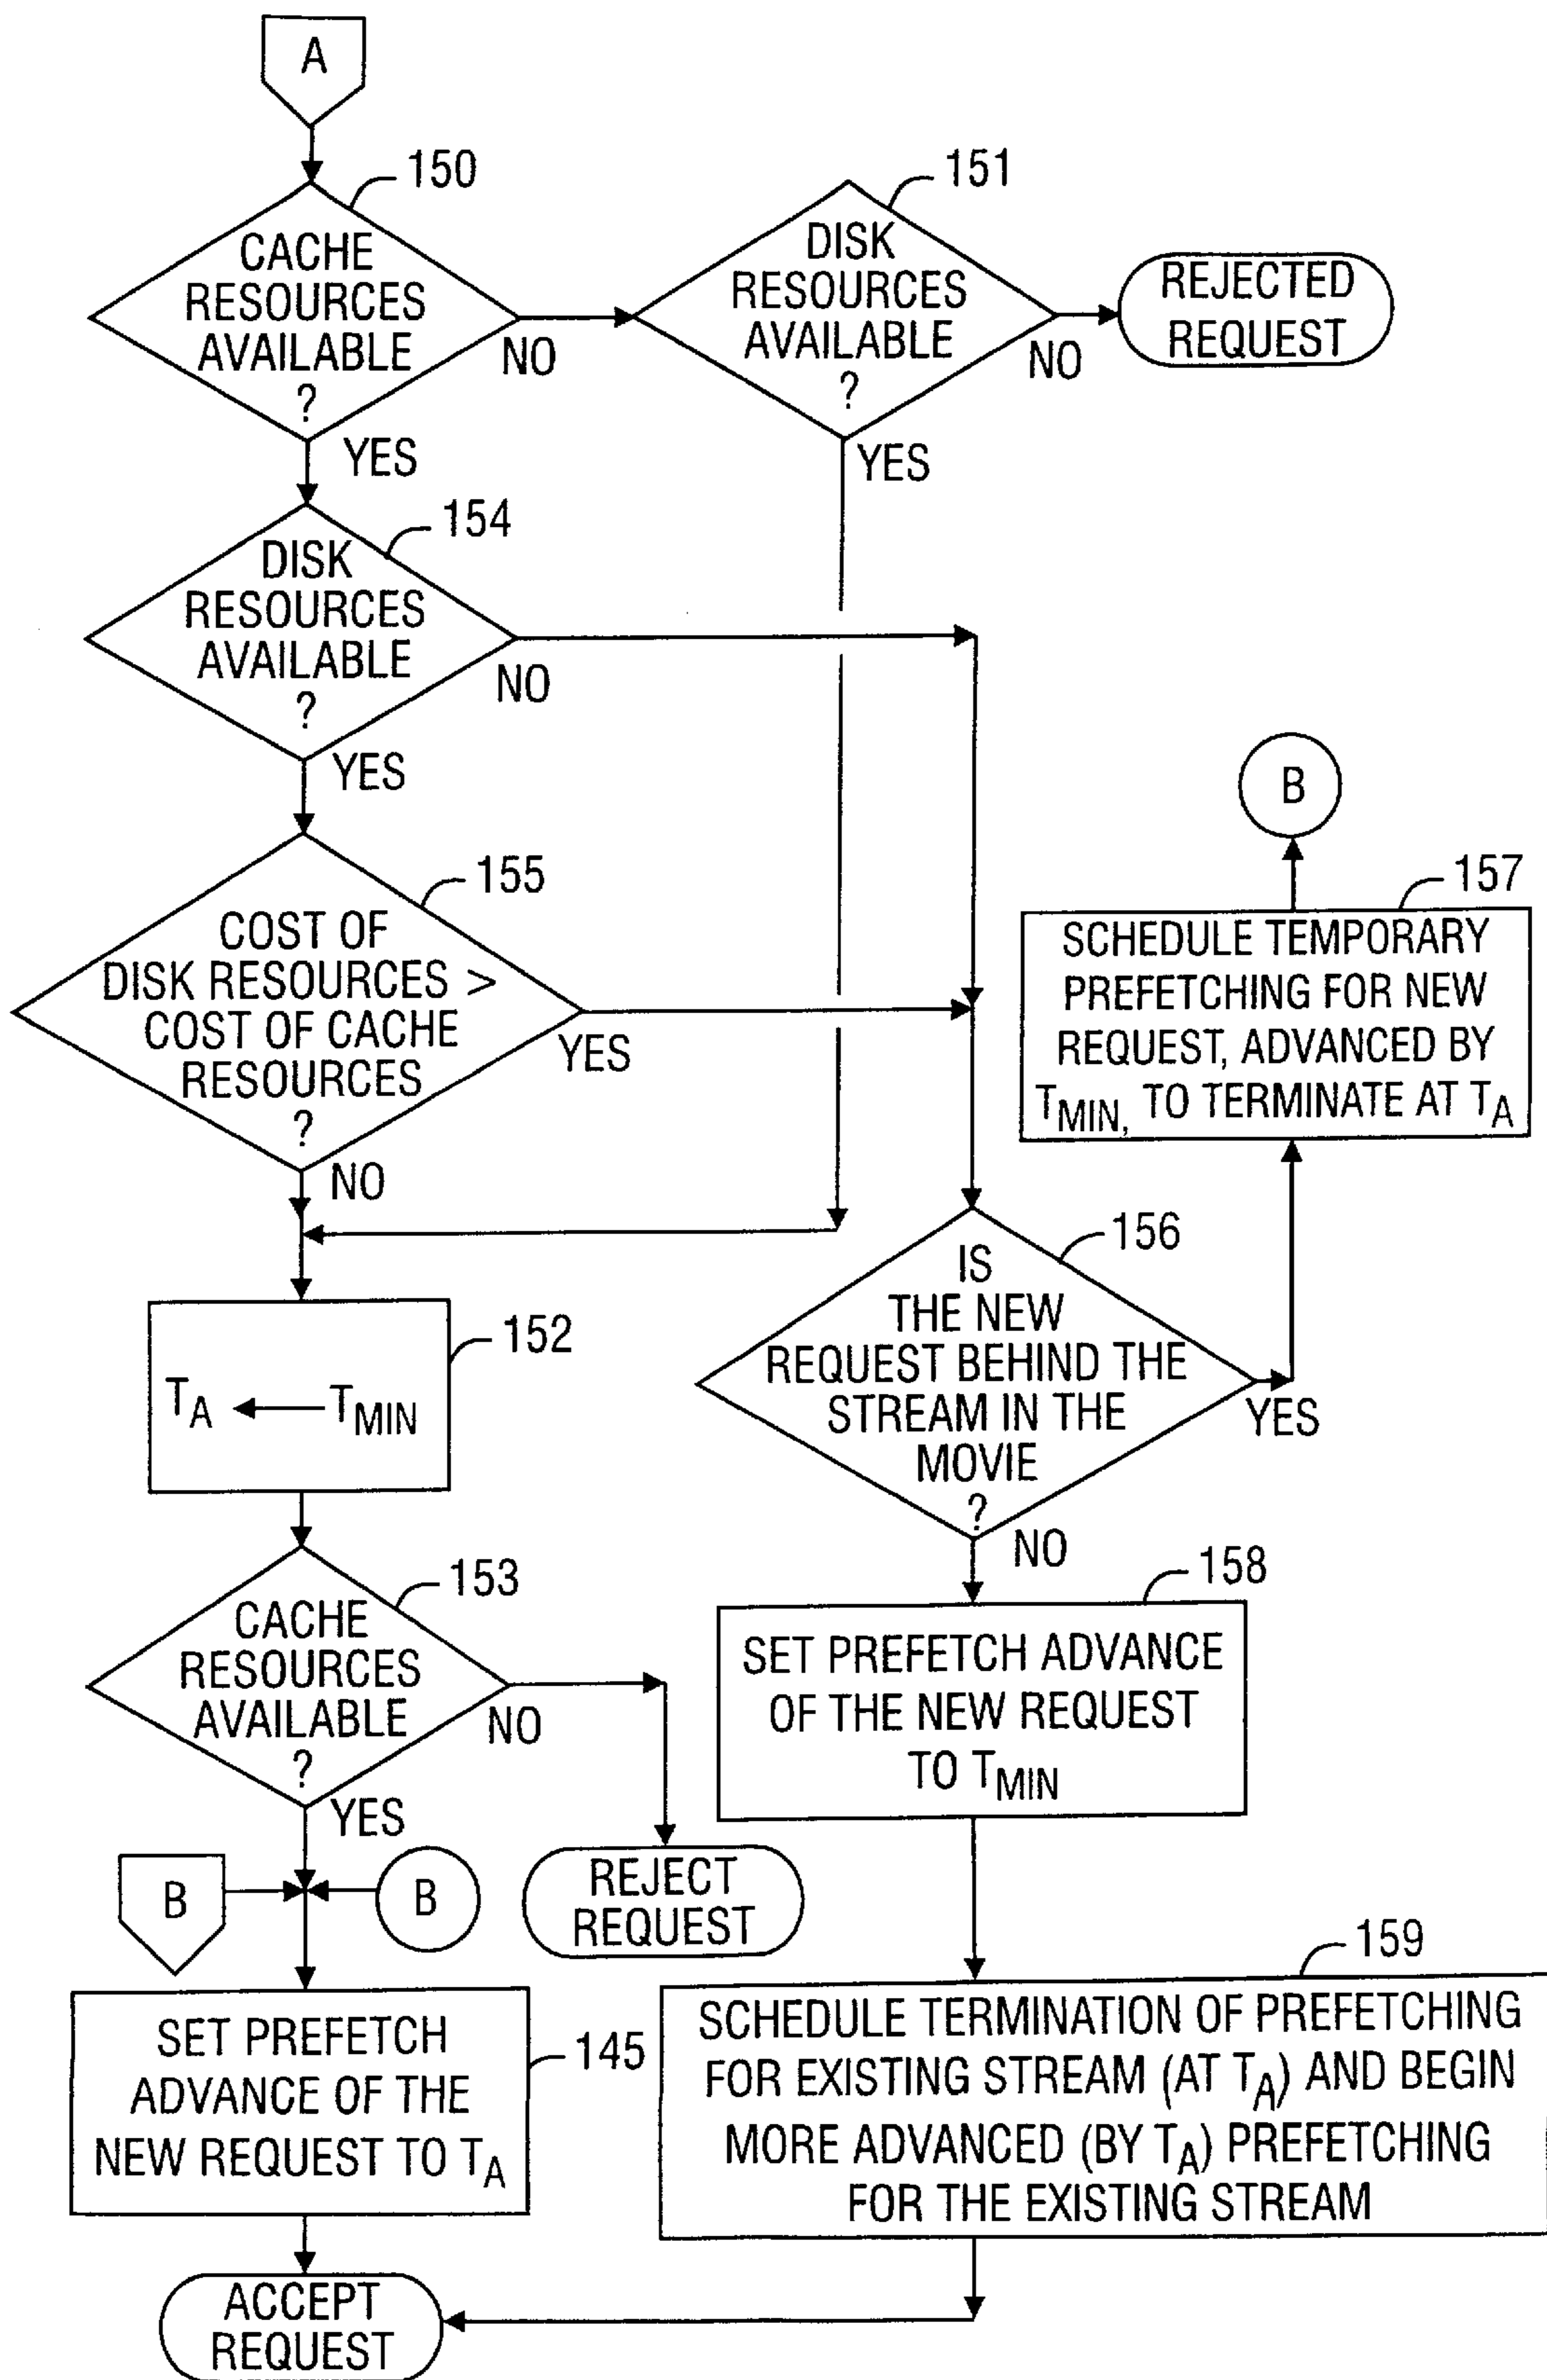 A
150
CACHE
RESOURCES
AVAILABLE
?
NO
YES
151
DISK
RESOURCES
AVAILABLE
?
NO
YES
REJECTED
REQUEST
154
DISK
RESOURCES
AVAILABLE
?
NO
YES
155
COST OF
DISK RESOURCES >
COST OF CACHE
RESOURCES
?
YES
NO
B
157
SCHEDULE TEMPORARY
PREFETCHING FOR NEW
REQUEST, ADVANCED BY
TMIN, TO TERMINATE AT TA
156
IS
THE NEW
REQUEST BEHIND THE
STREAM IN THE
MOVIE
?
YES
NO
152
TA ← TMIN
153
CACHE
RESOURCES
AVAILABLE
?
NO
YES
158
SET PREFETCH ADVANCE
OF THE NEW REQUEST
TO TMIN
B
B
REJECT
REQUEST
145
SET PREFETCH
ADVANCE OF THE
NEW REQUEST TO TA
159
SCHEDULE TERMINATION OF PREFETCHING
FOR EXISTING STREAM (AT TA) AND BEGIN
MORE ADVANCED (BY TA) PREFETCHING
FOR THE EXISTING STREAM
ACCEPT
REQUEST